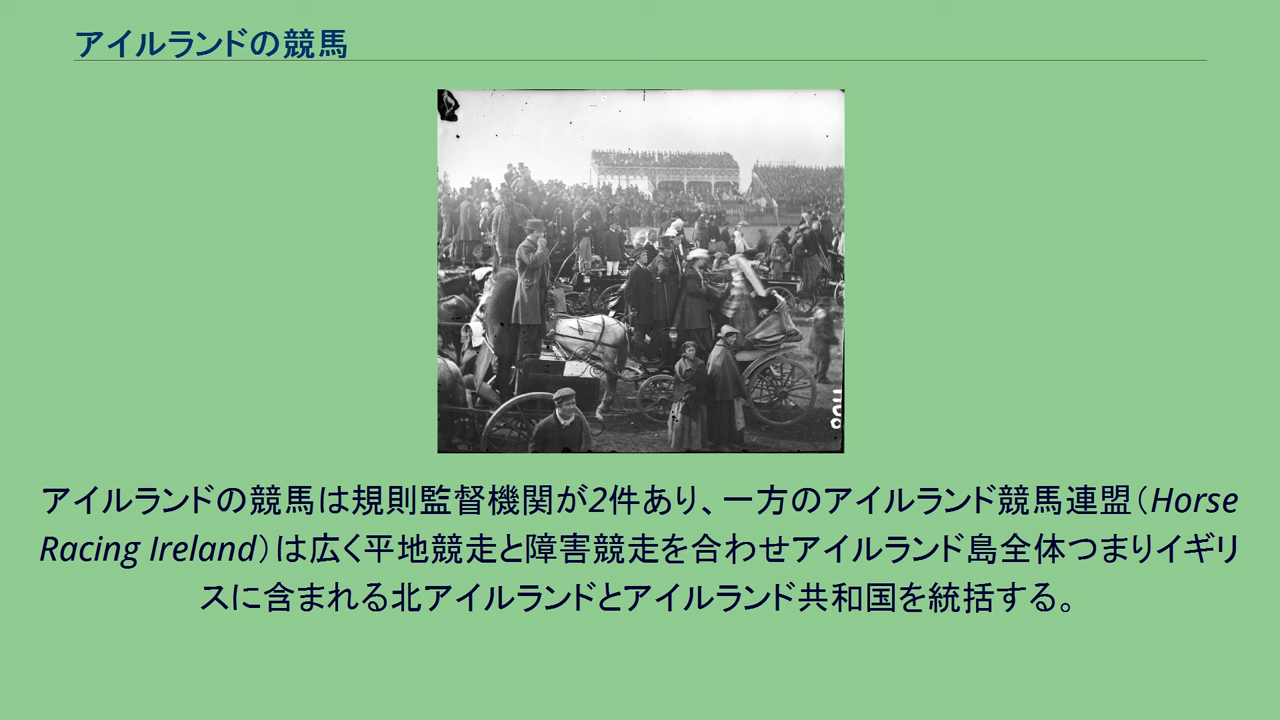 アイルランドの競馬
1108
アイルランドの競馬は規則監督機関が2件あり、一方のアイルランド競馬連盟（Horse
Racing Ireland）は広く平地競走と障害競走を合わせアイルランド島全体つまりイギリ
スに含まれる北アイルランドとアイルランド共和国を統括する。